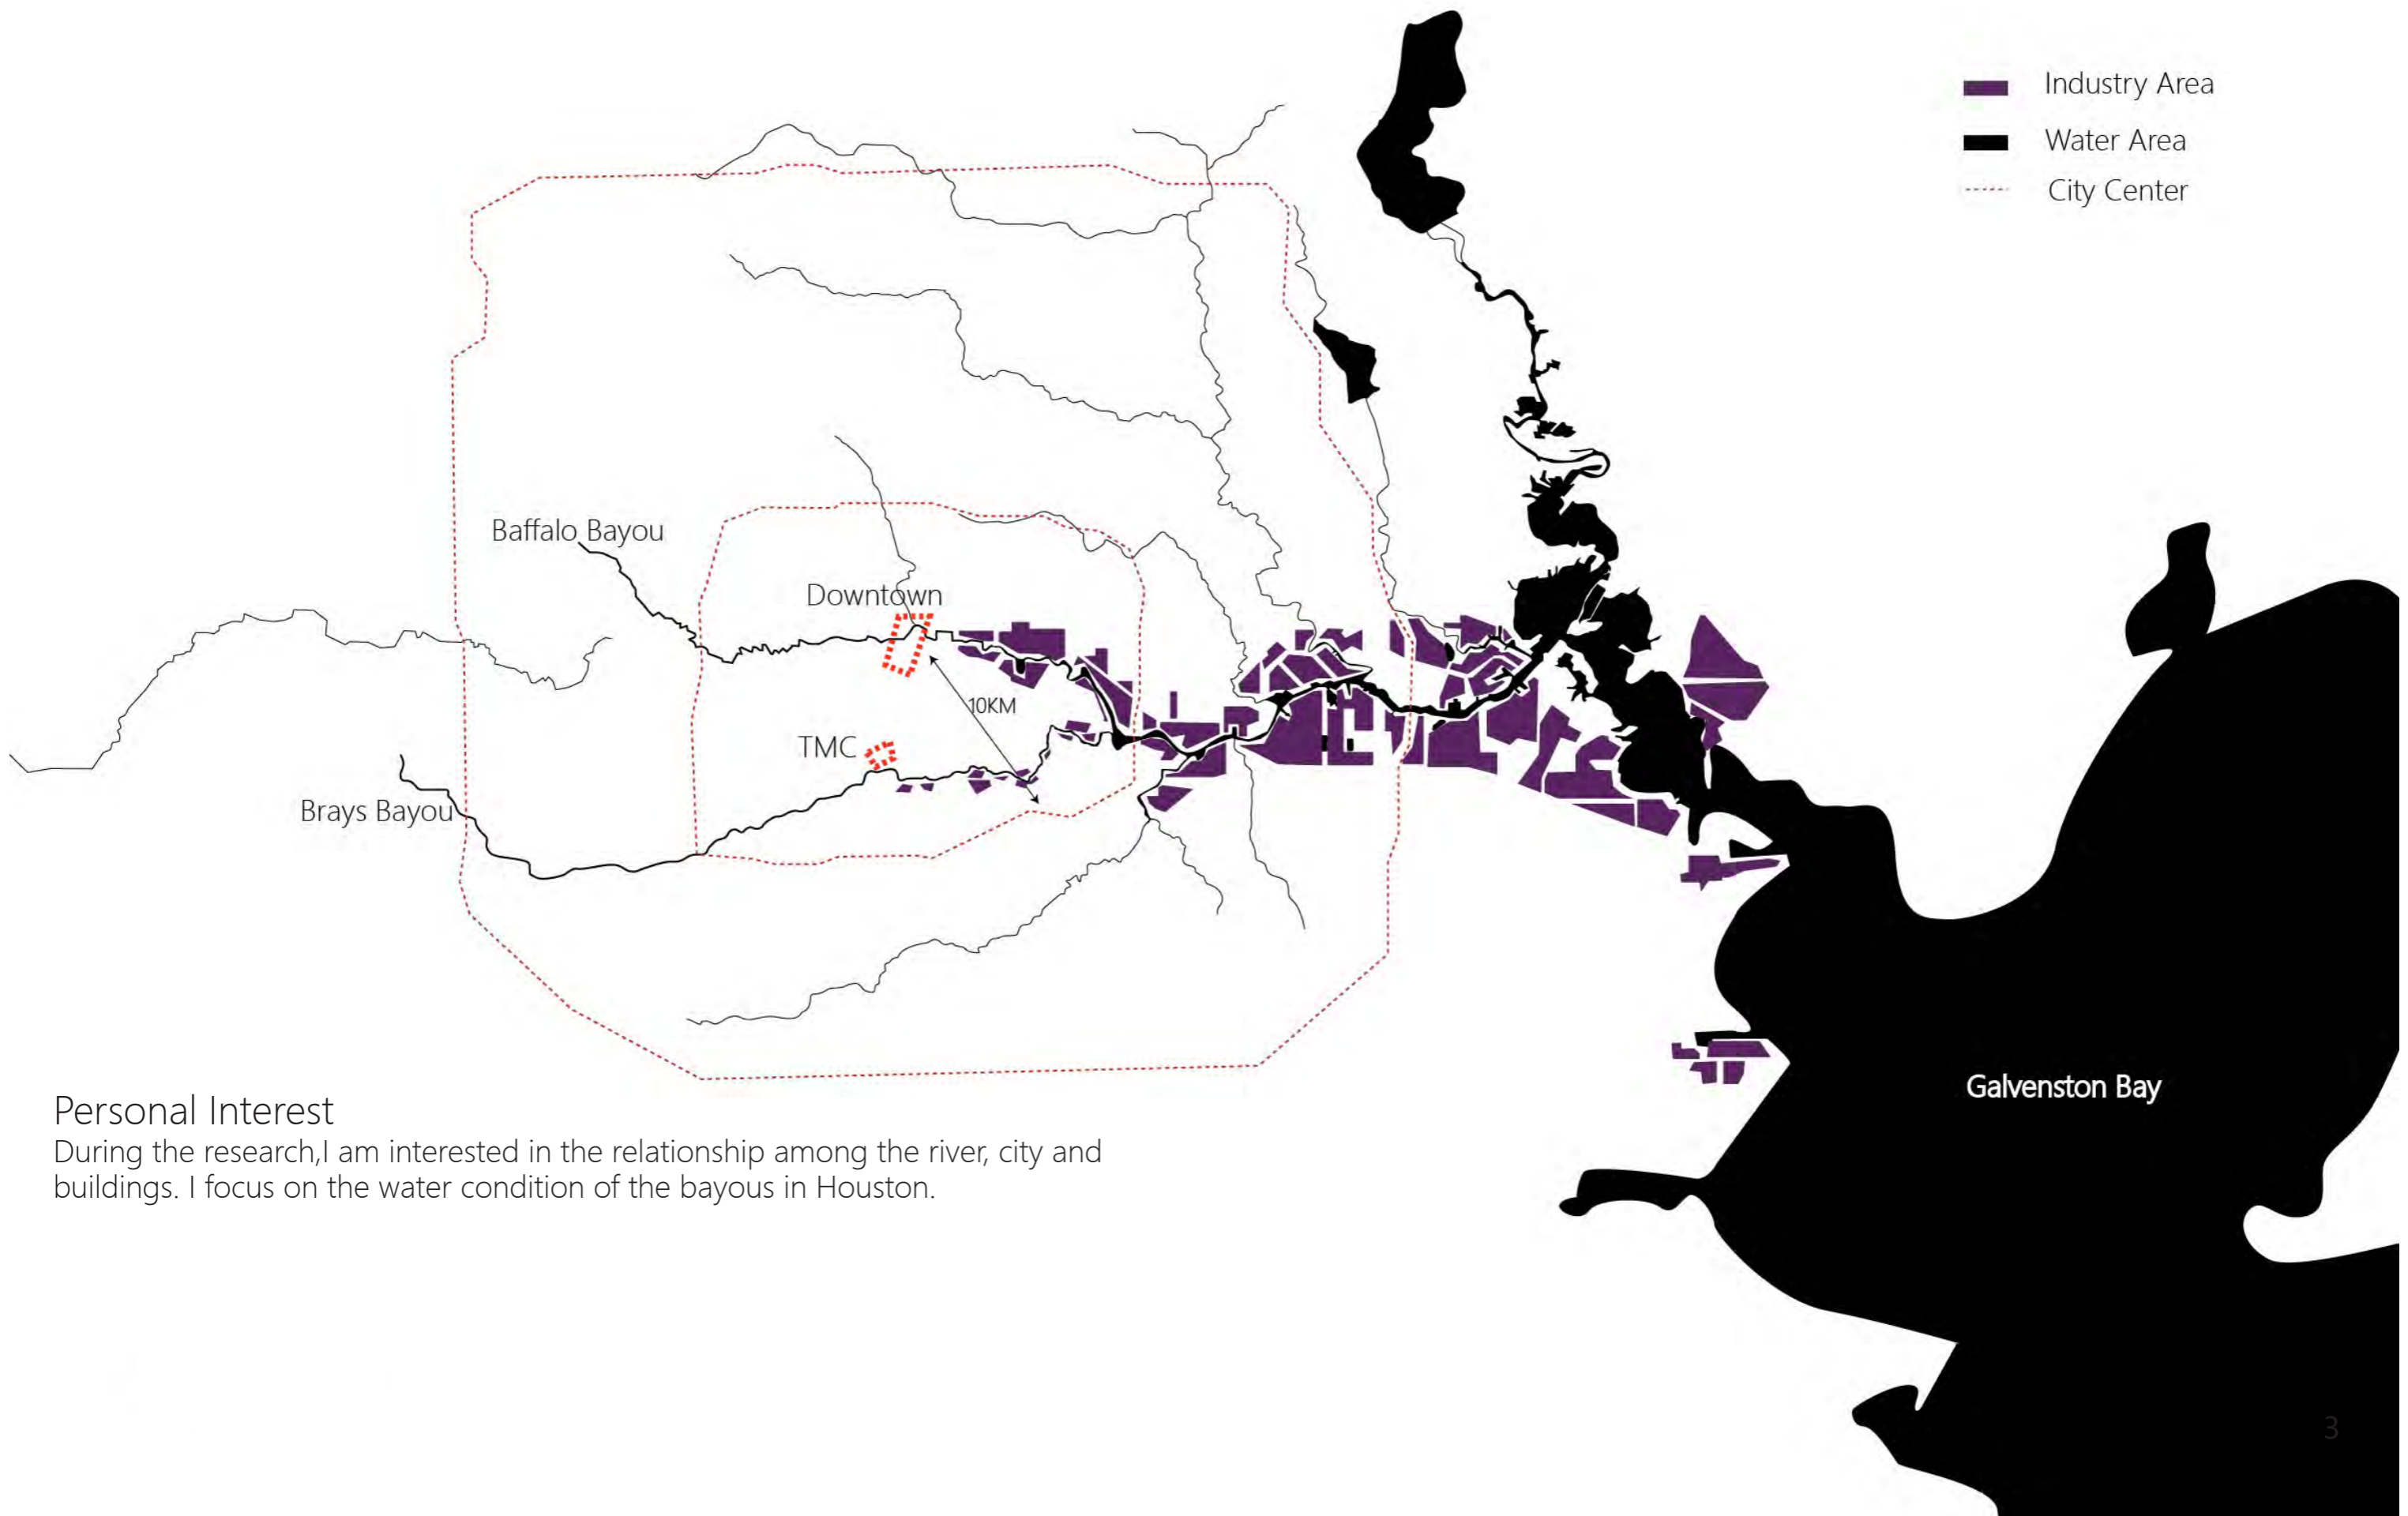 Industry Area
Water Area
City Center
Baffalo Bayou
Downtown
10KM
TMC
Brays Bayou
Galvenston Bay
Personal Interest
During the research,I am interested in the relationship among the river, city and
buildings. I focus on the water condition of the bayous in Houston.
3